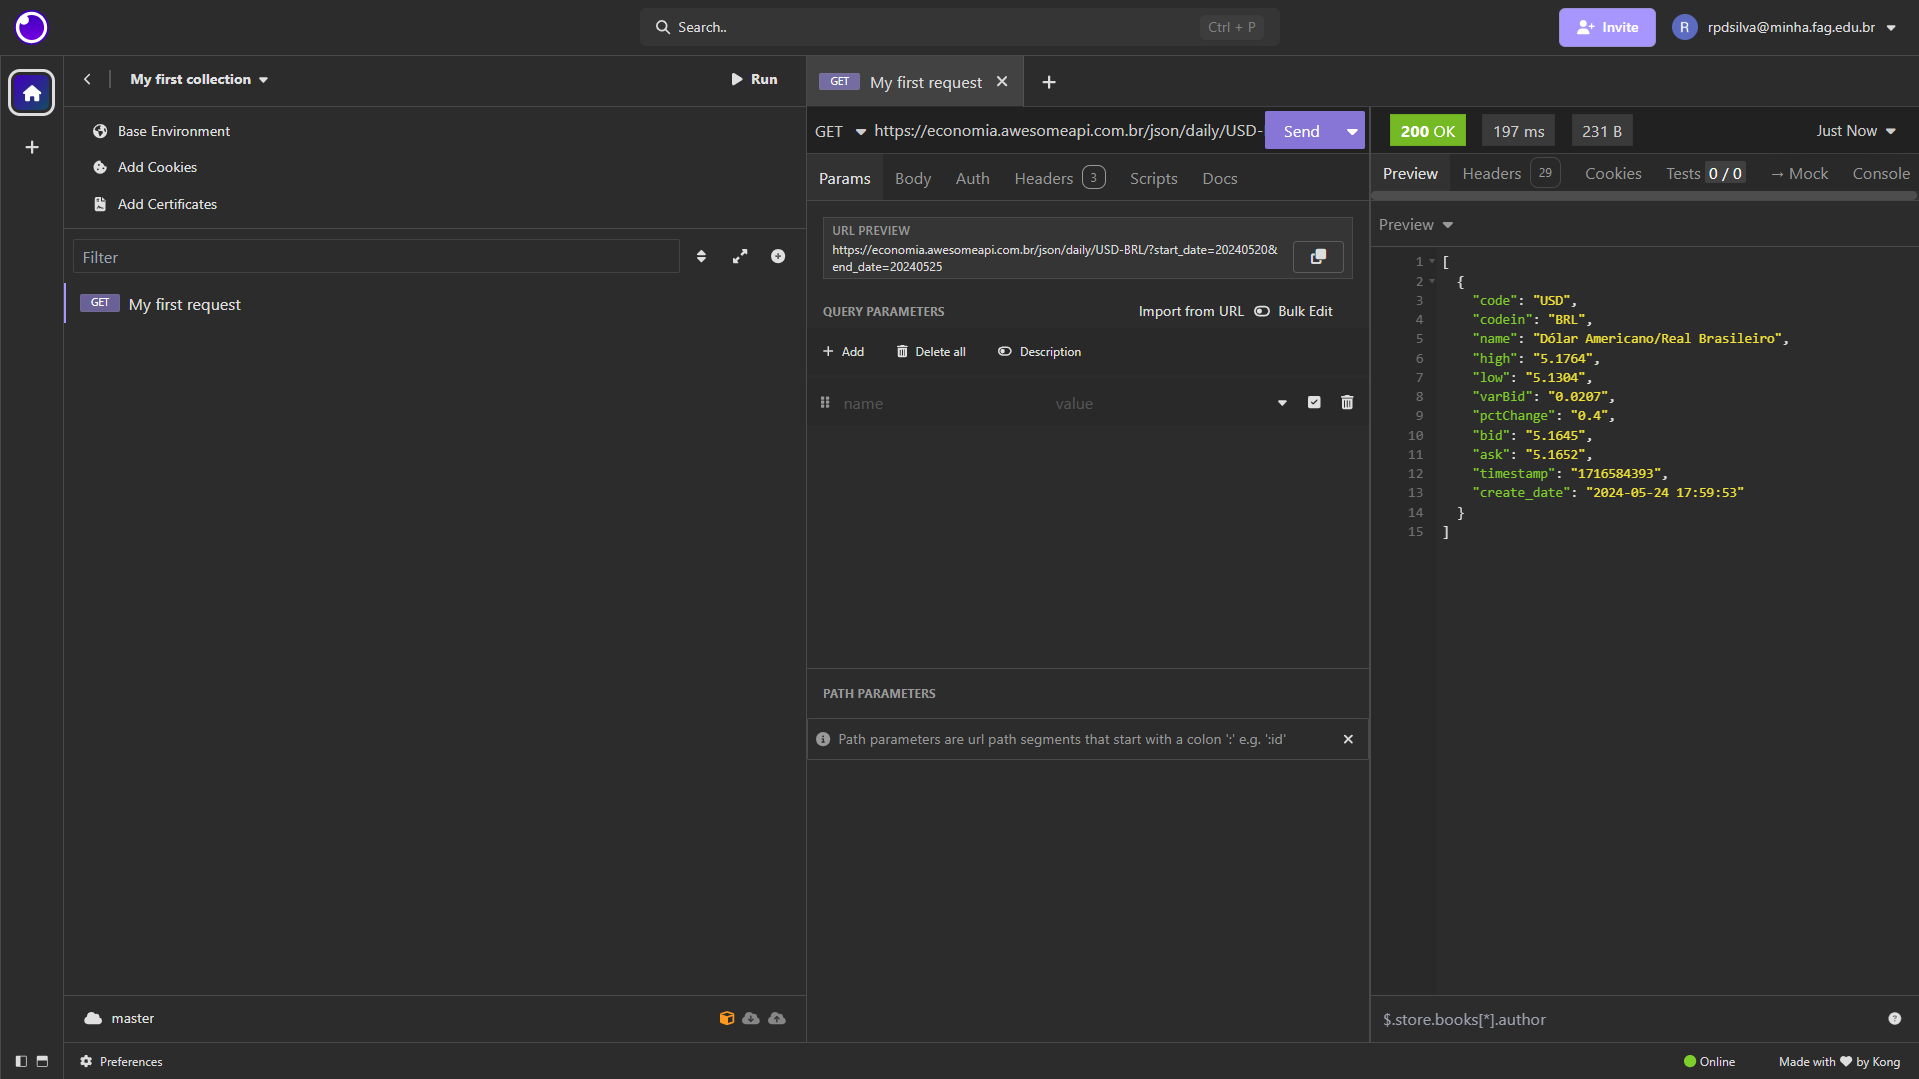 Search..
Ctrl + P
Invite
R
rpdsilva@minha.fag.edu.br
My first collection
Run
Base Environment
Add Cookies
Add Certificates
Filter
GET My first request
master
Preferences
GET My first request
GET https://economia.awesomeapi.com.br/json/daily/USD-
Send
Params Body Auth Headers 3 Scripts Docs
URL PREVIEW
https://economia.awesomeapi.com.br/json/daily/USD-BRL/?start_date=20240520&
end_date=20240525
QUERY PARAMETERS
Import from URL Bulk Edit
Add Delete all Description
name value
PATH PARAMETERS
Path parameters are url path segments that start with a colon ':' e.g. ':id'
200 OK 197 ms 231 B Just Now
Preview Headers 29 Cookies Tests 0 / 0 → Mock Console
Preview
1 [
2 {
3 "code": "USD",
4 "codein": "BRL",
5 "name": "Dólar Americano/Real Brasileiro",
6 "high": "5.1764",
7 "low": "5.1304",
8 "varBid": "0.0207",
9 "pctChange": "0.4",
10 "bid": "5.1645",
11 "ask": "5.1652",
12 "timestamp": "1716584393",
13 "create_date": "2024-05-24 17:59:53"
14 }
15 ]
$.store.books[*].author
Online
Made with ♥ by Kong